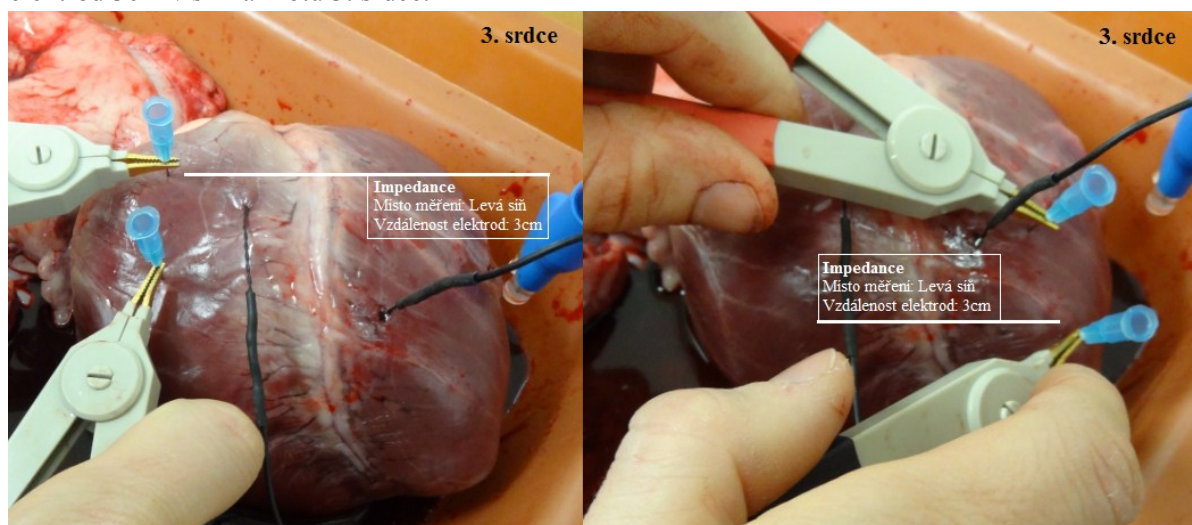 3. srdce
Impedance
Místo měření: Levá síň
Vzdálenost elektrod: 3cm
3. srdce
Impedance
Místo měření: Levá síň
Vzdálenost elektrod: 3cm